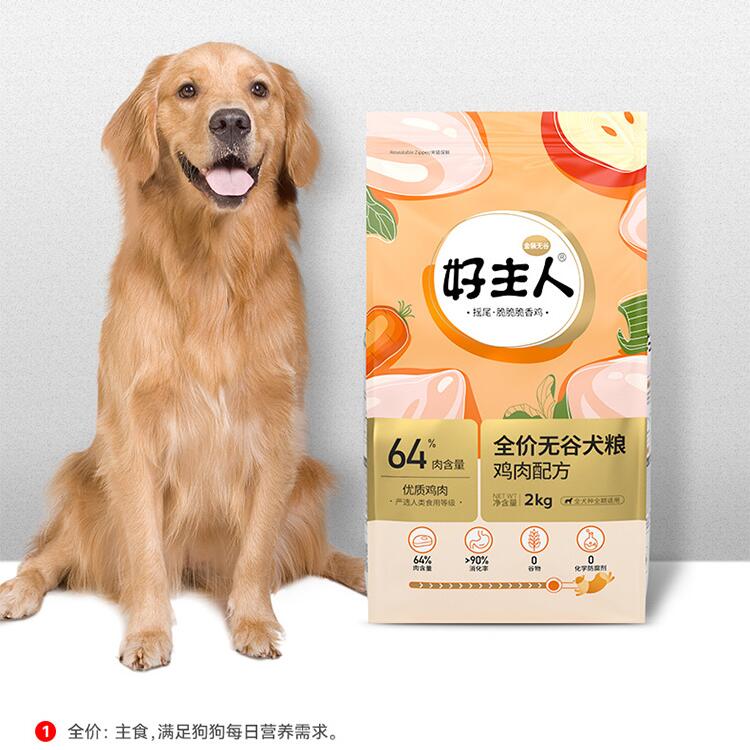 Resealable Zipper/夹链保鲜
金装无谷
好主人®
·摇尾·脆脆脆香鸡·
64%肉含量
优质鸡肉
-严选人类食用等级-
全价无谷犬粮
鸡肉配方
NET WT
净含量 2kg 全犬种全期适用
64% >90% 0 0
肉含量 消化率 谷物 化学防腐剂
1 全价: 主食,满足狗狗每日营养需求。